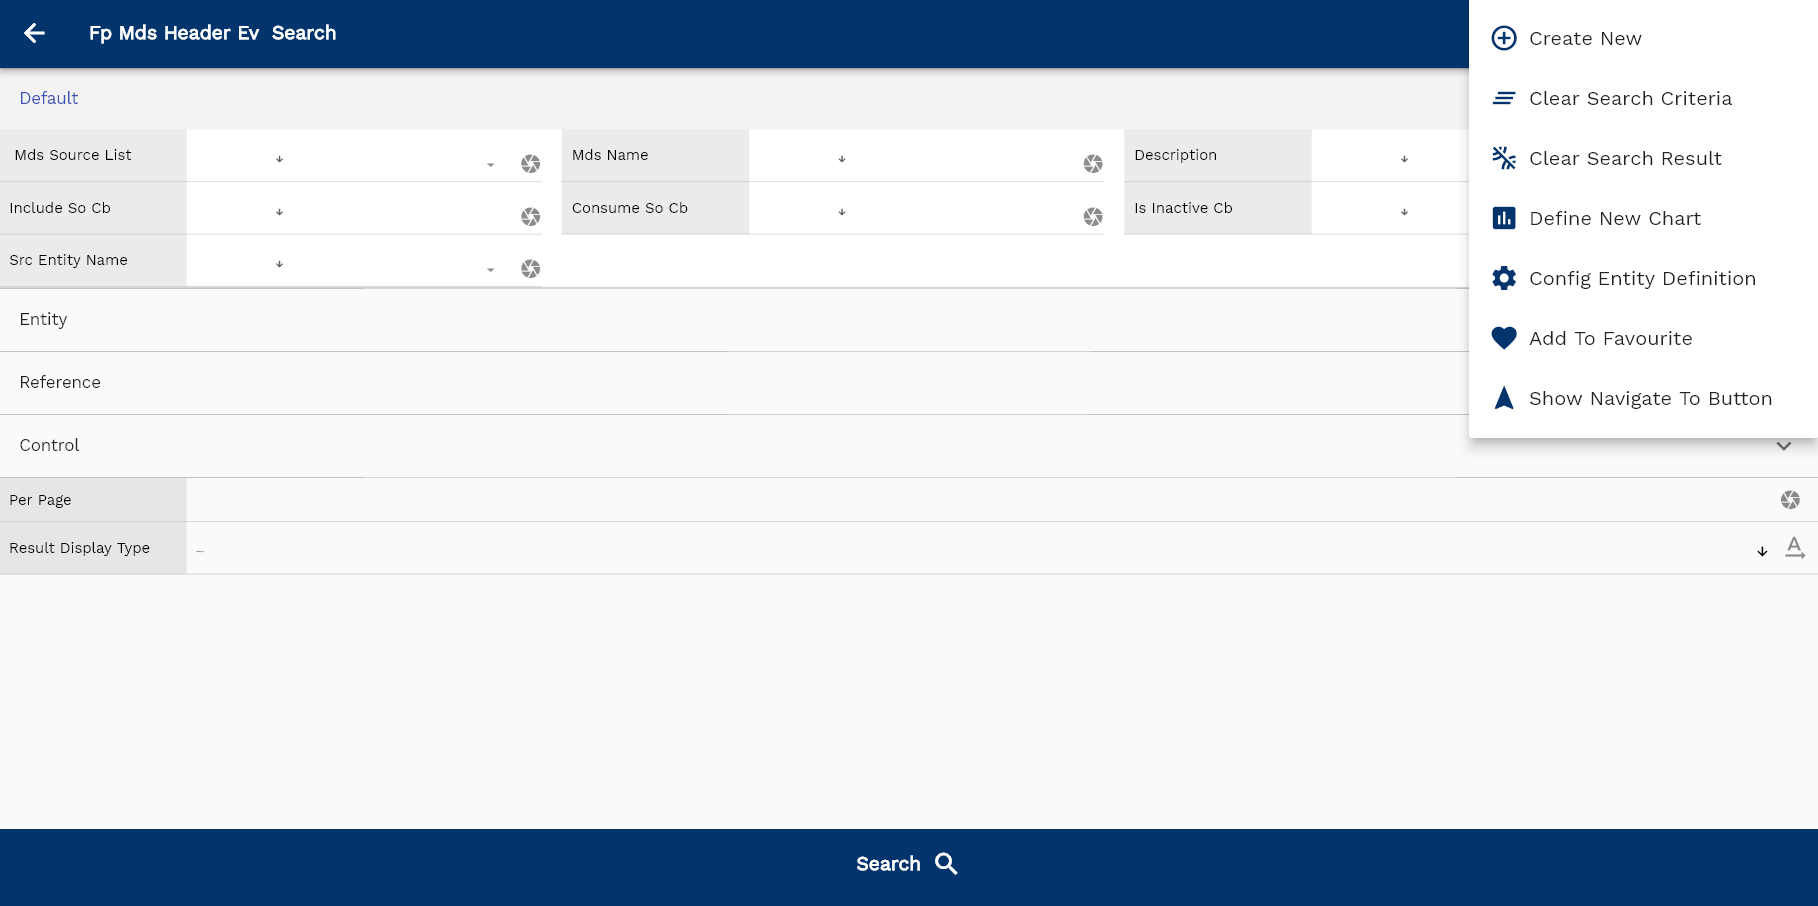 Fp Mds Header Ev  Search
Create New
Clear Search Criteria
Clear Search Result
Define New Chart
Config Entity Definition
Add To Favourite
Show Navigate To Button
Default
Mds Source List
Mds Name
Description
Include So Cb
Consume So Cb
Is Inactive Cb
Src Entity Name
Entity
Reference
Control
Per Page
Result Display Type
Search